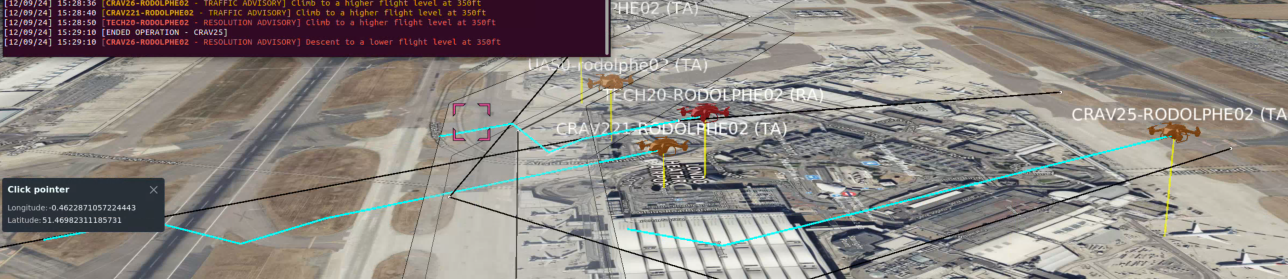 [12/09/24] 15:28:36 [CRAV26-RODOLPHE02 - TRAFFIC ADVISORY] Climb to a higher flight level at 350ft
[12/09/24] 15:28:40 [CRAV221-RODOLPHE02 - TRAFFIC ADVISORY] Climb to a higher flight level at 350ft
[12/09/24] 15:28:50 [TECH20-RODOLPHE02 - RESOLUTION ADVISORY] Climb to a higher flight level at 350ft
[12/09/24] 15:29:10 [ENDED OPERATION - CRAV25]
[12/09/24] 15:29:10 [CRAV26-RODOLPHE02 - RESOLUTION ADVISORY] Descent to a lower flight level at 350ft
PHE02 (TA)
UAS0-rodolphe02 (TA)
TECH20-RODOLPHE02 (RA)
CRAV25-RODOLPHE02 (TA
CRAV221-RODOLPHE02 (TA)
Click pointer
Longitude: -0.4622871057224443
Latitude: 51.46982311185731